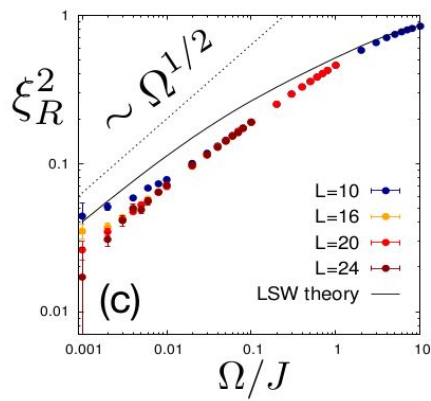 1
ξ_R^2
~ Ω^{1/2}
0.1
L=10
L=16
L=20
L=24
LSW theory
0.01
(c)
0.001 0.01 0.1 1 10
Ω/J